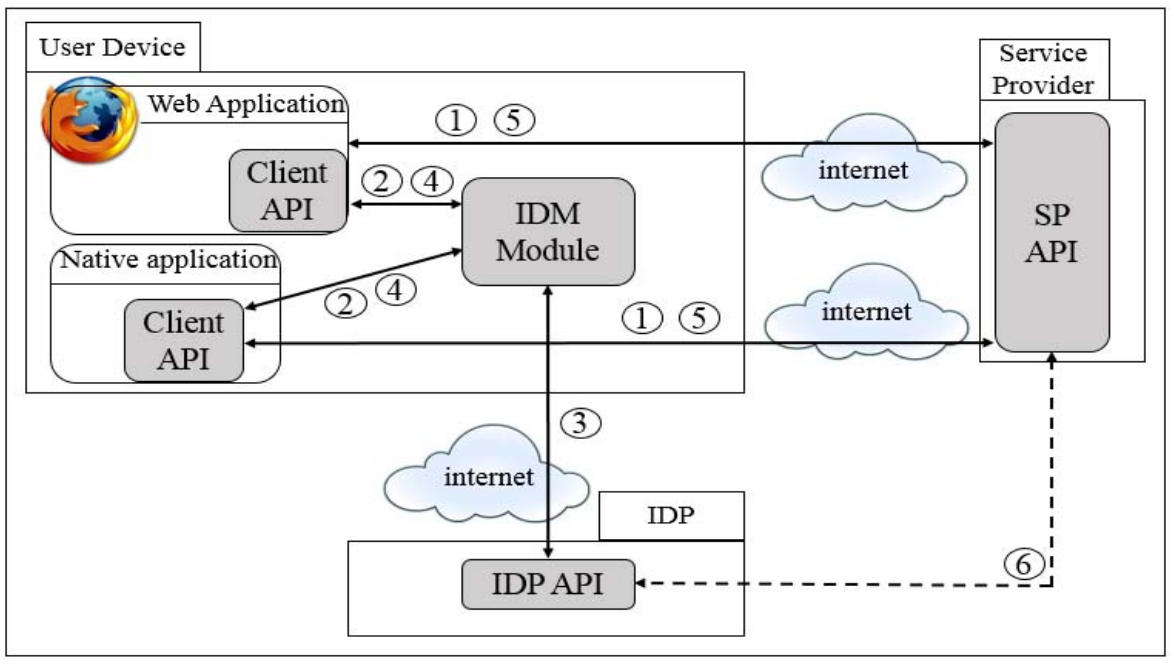 User Device
Service
Provider
Web Application
1 5
internet
Client
API
2 4
IDM
Module
SP
API
Native application
2 4
Client
API
1 5
internet
3
internet
IDP
IDP API
6